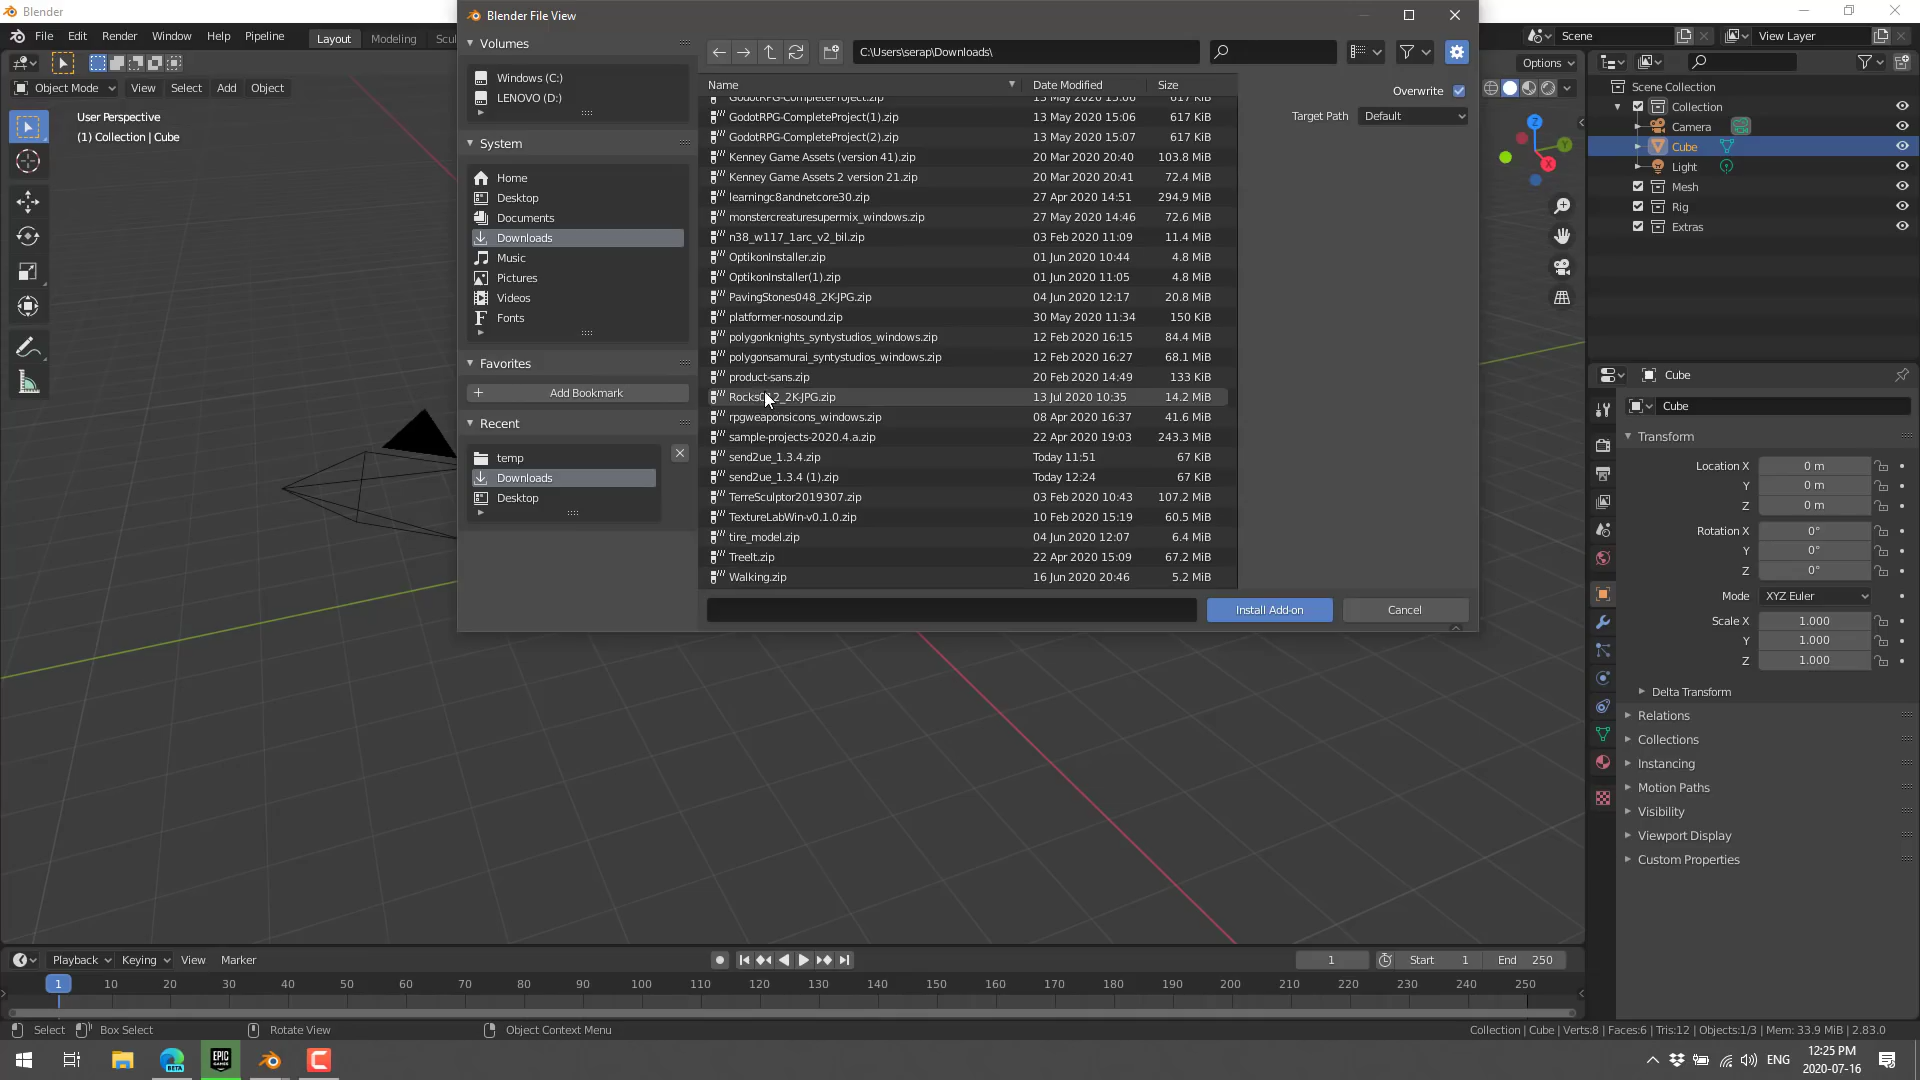 Blender
File Edit Render Window Help Pipeline Layout Modeling Scu
Scene View Layer
Object Mode View Select Add Object
Options
User Perspective
(1) Collection | Cube
Blender File View
Volumes
Windows (C:)
LENOVO (D:)
System
Home
Desktop
Documents
Downloads
Music
Pictures
Videos
Fonts
Favorites
Add Bookmark
Recent
temp
Downloads
Desktop
C:\Users\serap\Downloads\
Name Date Modified Size
GodotRPG-CompleteProject.zip 13 May 2020 15:06 617 KiB
GodotRPG-CompleteProject(1).zip 13 May 2020 15:06 617 KiB
GodotRPG-CompleteProject(2).zip 13 May 2020 15:07 617 KiB
Kenney Game Assets (version 41).zip 20 Mar 2020 20:40 103.8 MiB
Kenney Game Assets 2 version 21.zip 20 Mar 2020 20:41 72.4 MiB
learningc8andnetcore30.zip 27 Apr 2020 14:51 294.9 MiB
monstercreaturesupermix_windows.zip 27 May 2020 14:46 72.6 MiB
n38_w117_1arc_v2_bil.zip 03 Feb 2020 11:09 11.4 MiB
OptikonInstaller.zip 01 Jun 2020 10:44 4.8 MiB
OptikonInstaller(1).zip 01 Jun 2020 11:05 4.8 MiB
PavingStones048_2K-JPG.zip 04 Jun 2020 12:17 20.8 MiB
platformer-nosound.zip 30 May 2020 11:34 150 KiB
polygonknights_syntystudios_windows.zip 12 Feb 2020 16:15 84.4 MiB
polygonsamurai_syntystudios_windows.zip 12 Feb 2020 16:27 68.1 MiB
product-sans.zip 20 Feb 2020 14:49 133 KiB
13 Jul 2020 10:35 14.2 MiB
rpgweaponsicons_windows.zip 08 Apr 2020 16:37 41.6 MiB
sample-projects-2020.4.a.zip 22 Apr 2020 19:03 243.3 MiB
send2ue_1.3.4.zip Today 11:51 67 KiB
send2ue_1.3.4 (1).zip Today 12:24 67 KiB
TerreSculptor2019307.zip 03 Feb 2020 10:43 107.2 MiB
TextureLabWin-v0.1.0.zip 10 Feb 2020 15:19 60.5 MiB
tire_model.zip 04 Jun 2020 12:07 6.4 MiB
TreeIt.zip 22 Apr 2020 15:09 67.2 MiB
Walking.zip 16 Jun 2020 20:46 5.2 MiB
Install Add-on Cancel
Overwrite
Target Path Default
Z
Y
X
Scene Collection
Collection
Camera
Cube
Light
Mesh
Rig
Extras
Cube
Cube
Transform
Location X 0 m
Y 0 m
Z 0 m
Rotation X 0°
Y 0°
Z 0°
Mode XYZ Euler
Scale X 1.000
Y 1.000
Z 1.000
Delta Transform
Relations
Collections
Instancing
Motion Paths
Visibility
Viewport Display
Custom Properties
Playback Keying View Marker 1 Start 1 End 250
1 10 20 30 40 50 60 70 80 90 100 110 120 130 140 150 160 170 180 190 200 210 220 230 240 250
Select Box Select Rotate View Object Context Menu
Collection | Cube | Verts:8 | Faces:6 | Tris:12 | Objects:1/3 | Mem: 33.9 MiB | 2.83.0
BETA
EPIC GAMES
ENG
12:25 PM
2020-07-16